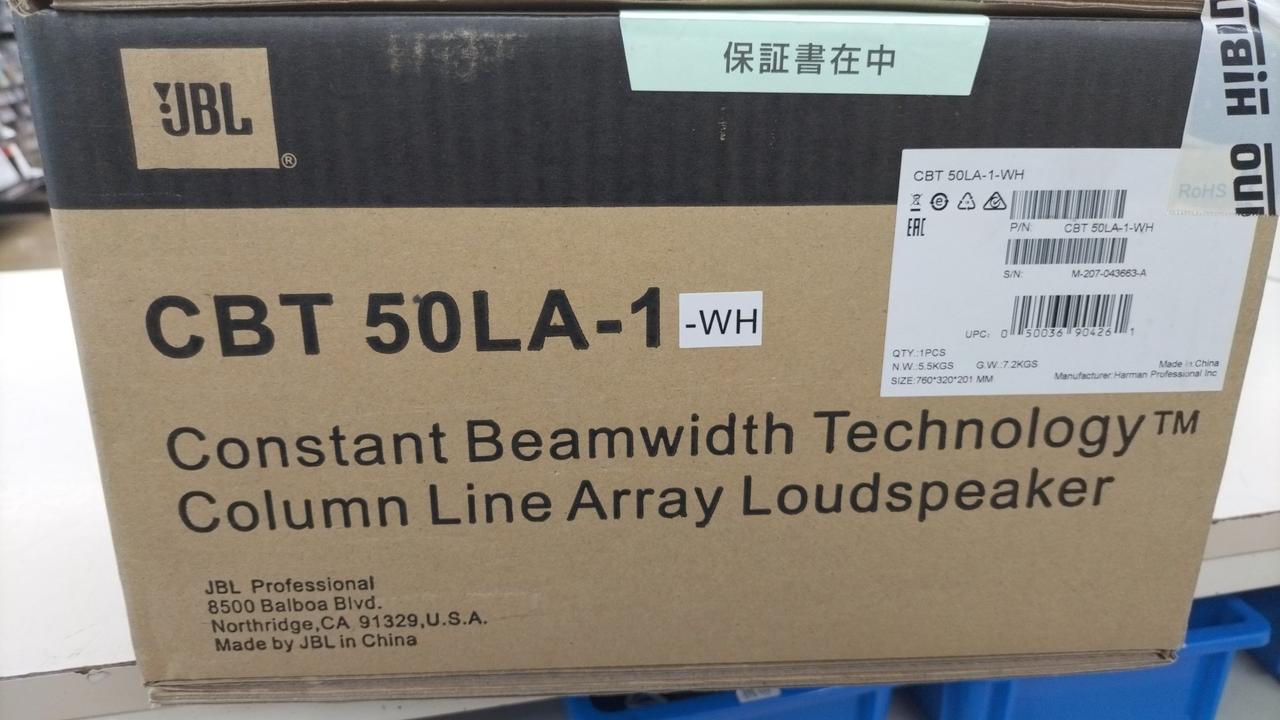 保証書在中
HIBINO
JBL
®
CBT 50LA-1-WH
RoHS
EAC
P/N: CBT 50LA-1-WH
S/N: M-207-043663-A
UPC: 0 50036 90426 1
QTY.:1PCS
N.W.:5.5KGS G.W.:7.2KGS
SIZE:760*320*201 MM
Made in China
Manufacturer:Harman Professional Inc
CBT 50LA-1 -WH
Constant Beamwidth Technology™
Column Line Array Loudspeaker
JBL Professional
8500 Balboa Blvd.
Northridge,CA 91329,U.S.A.
Made by JBL in China